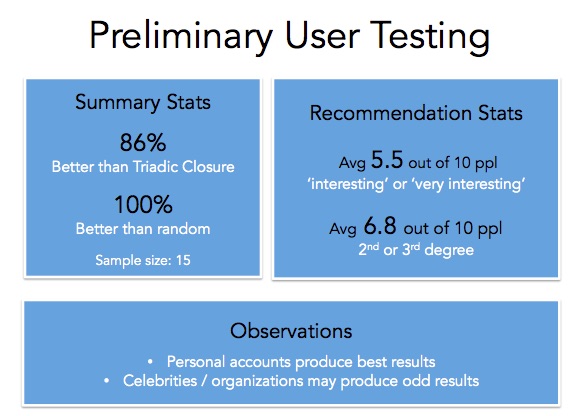 Preliminary User Testing
Summary Stats
86%
Better than Triadic Closure
100%
Better than random
Sample size: 15
Recommendation Stats
Avg 5.5 out of 10 ppl
‘interesting’ or ‘very interesting’
Avg 6.8 out of 10 ppl
2nd or 3rd degree
Observations
• Personal accounts produce best results
• Celebrities / organizations may produce odd results